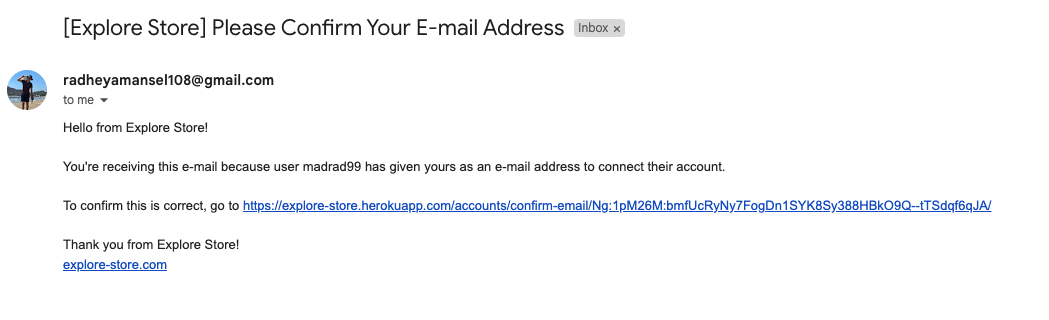 [Explore Store] Please Confirm Your E-mail Address Inbox ×
radheyamansel108@gmail.com
to me
Hello from Explore Store!
You're receiving this e-mail because user madrad99 has given yours as an e-mail address to connect their account.
To confirm this is correct, go to https://explore-store.herokuapp.com/accounts/confirm-email/Ng:1pM26M:bmfUcRyNy7FogDn1SYK8Sy388HBkO9Q--tTSdqf6qJA/
Thank you from Explore Store!
explore-store.com